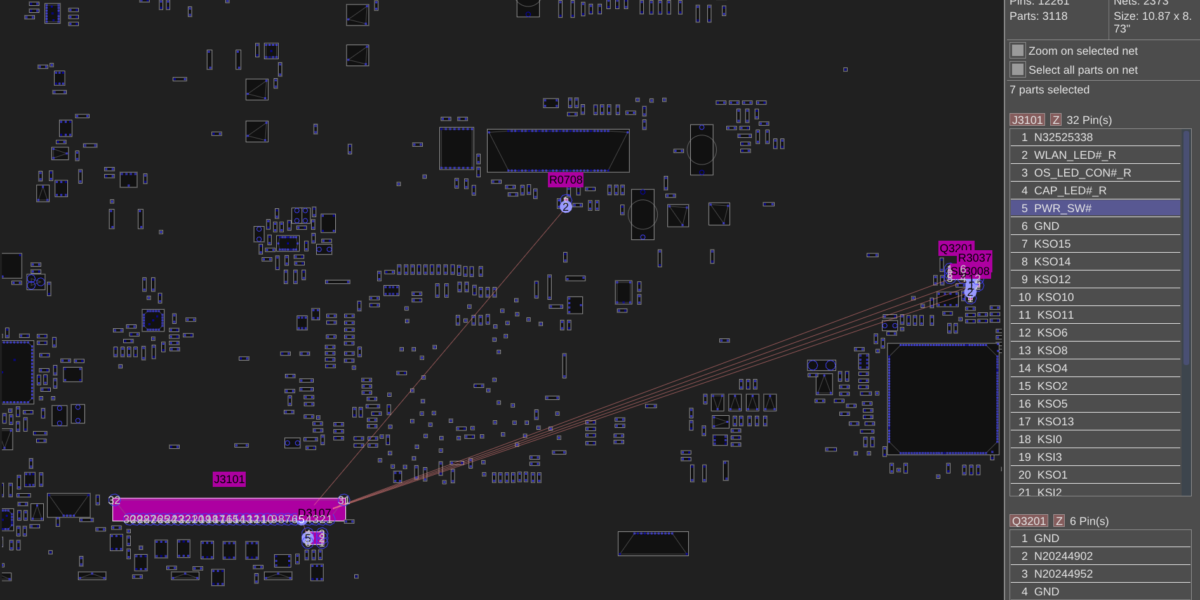 Pins: 12261
Nets: 2373
Parts: 3118
Size: 10.87 x 8.
73"
Zoom on selected net
Select all parts on net
7 parts selected
J3101 Z 32 Pin(s)
1 N32525338
2 WLAN_LED#_R
3 OS_LED_CON#_R
4 CAP_LED#_R
5 PWR_SW#
6 GND
7 KSO15
8 KSO14
9 KSO12
10 KSO10
11 KSO11
12 KSO6
13 KSO8
14 KSO4
15 KSO2
16 KSO5
17 KSO13
18 KSI0
19 KSI3
20 KSO1
21 KSI2
Q3201 Z 6 Pin(s)
1 GND
2 N20244902
3 N20244952
4 GND
R0708
2
Q3201
R3037
J3101
32
31
D3107
5